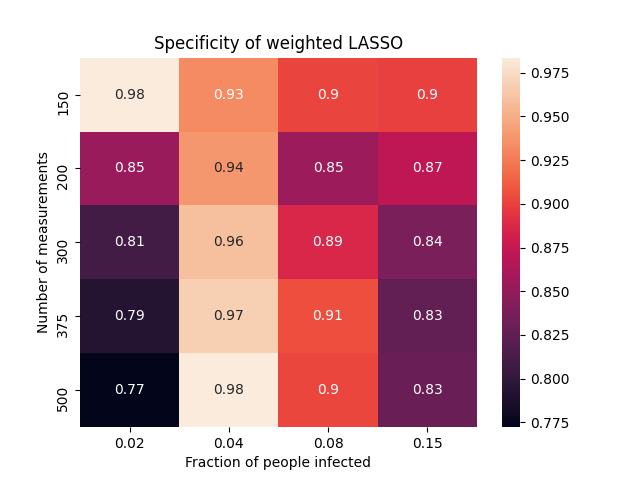 Specificity of weighted LASSO
150
0.98 0.93 0.9 0.9
200
0.85 0.94 0.85 0.87
300
0.81 0.96 0.89 0.84
375
0.79 0.97 0.91 0.83
500
0.77 0.98 0.9 0.83
Number of measurements
0.02 0.04 0.08 0.15
Fraction of people infected
0.975
0.950
0.925
0.900
0.875
0.850
0.825
0.800
0.775